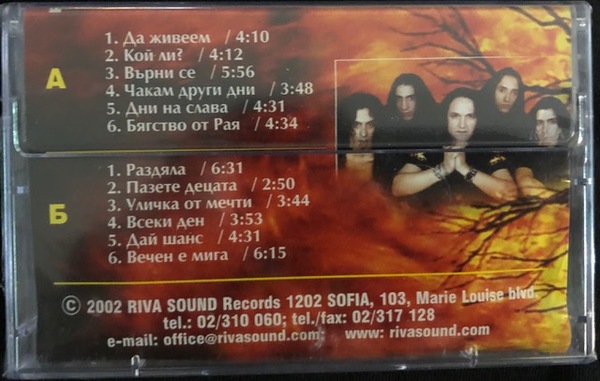 А
1. Да живеем / 4:10
2. Кой ли? / 4:12
3. Върни се / 5:56
4. Чакам други дни / 3:48
5. Дни на слава / 4:31
6. Бягство от Рая / 4:34
Б
1. Раздяла / 6:31
2. Пазете децата / 2:50
3. Уличка от мечти / 3:44
4. Всеки ден / 3:53
5. Дай шанс / 4:31
6. Вечен е мига / 6:15
© 2002 RIVA SOUND Records 1202 SOFIA, 103, Marie Louise blvd.
tel.: 02/310 060; tel./fax: 02/317 128
e-mail: office@rivasound.com; www: rivasound.com